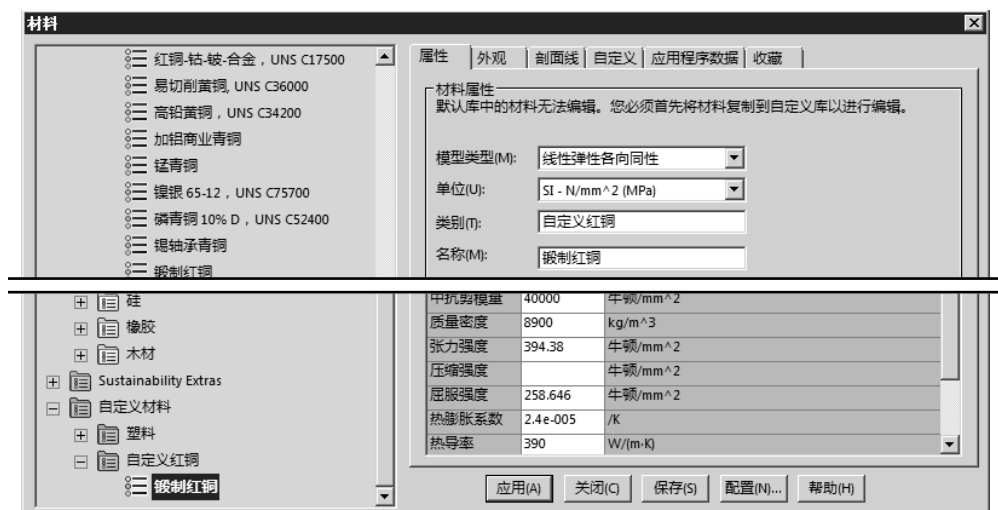 材料
红铜-钴-铍-合金，UNS C17500
易切削黄铜, UNS C36000
高铅黄铜，UNS C34200
加铝商业青铜
锰青铜
镍银 65-12，UNS C75700
磷青铜 10% D，UNS C52400
锡轴承青铜
锻制红铜
硅
橡胶
木材
Sustainability Extras
自定义材料
塑料
自定义红铜
锻制红铜
属性 外观 剖面线 自定义 应用程序数据 收藏
材料属性
默认库中的材料无法编辑。您必须首先将材料复制到自定义库以进行编辑。
模型类型(M): 线性弹性各向同性
单位(U): SI - N/mm^2 (MPa)
类别(T): 自定义红铜
名称(M): 锻制红铜
中抗剪模量 40000 牛顿/mm^2
质量密度 8900 kg/m^3
张力强度 394.38 牛顿/mm^2
压缩强度 牛顿/mm^2
屈服强度 258.646 牛顿/mm^2
热膨胀系数 2.4e-005 /K
热导率 390 W/(m·K)
应用(A) 关闭(C) 保存(S) 配置(N)... 帮助(H)